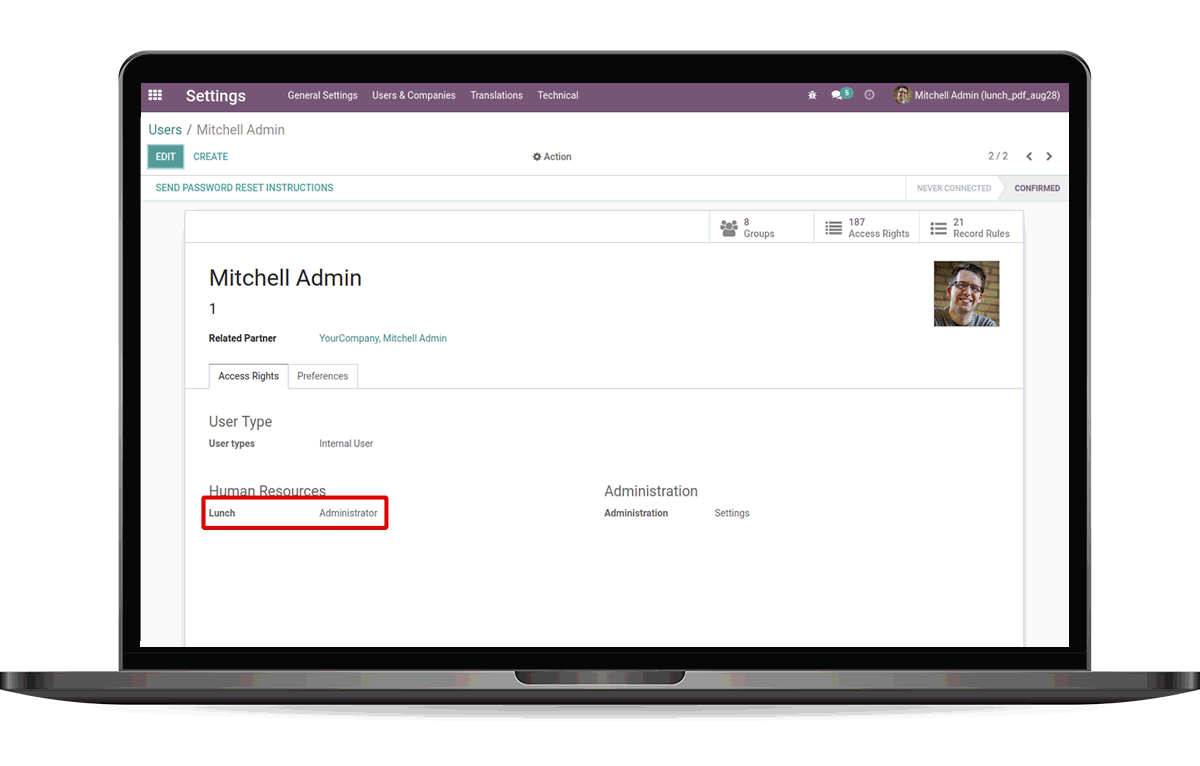 Settings General Settings Users & Companies Translations Technical 5 Mitchell Admin (lunch_pdf_aug28)
Users / Mitchell Admin
EDIT CREATE Action 2 / 2
SEND PASSWORD RESET INSTRUCTIONS NEVER CONNECTED CONFIRMED
8 Groups 187 Access Rights 21 Record Rules
Mitchell Admin
1
Related Partner YourCompany, Mitchell Admin
Access Rights Preferences
User Type
User types Internal User
Human Resources Administration
Lunch Administrator Administration Settings